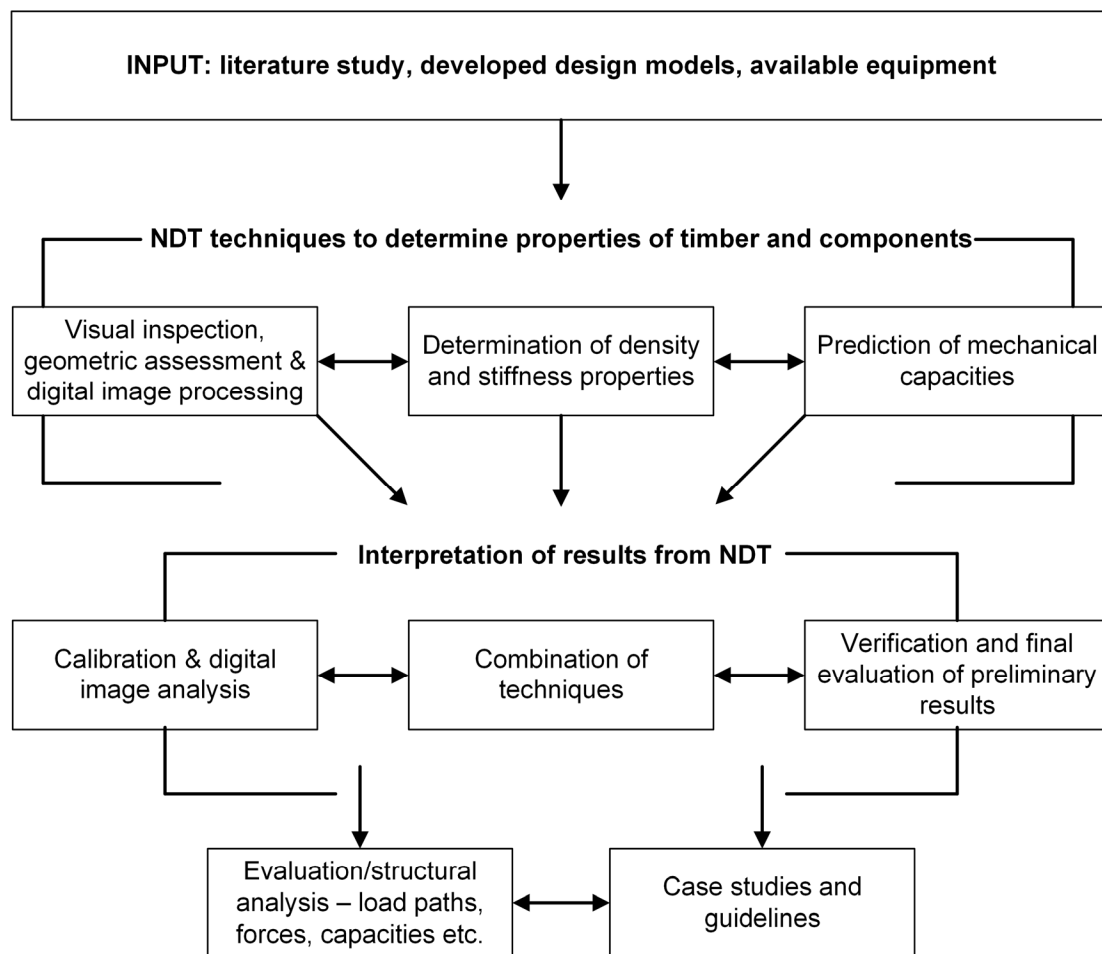 INPUT: literature study, developed design models, available equipment
NDT techniques to determine properties of timber and components
Visual inspection,
geometric assessment &
digital image processing
Determination of density
and stiffness properties
Prediction of mechanical
capacities
Interpretation of results from NDT
Calibration & digital
image analysis
Combination of
techniques
Verification and final
evaluation of preliminary
results
Evaluation/structural
analysis – load paths,
forces, capacities etc.
Case studies and
guidelines